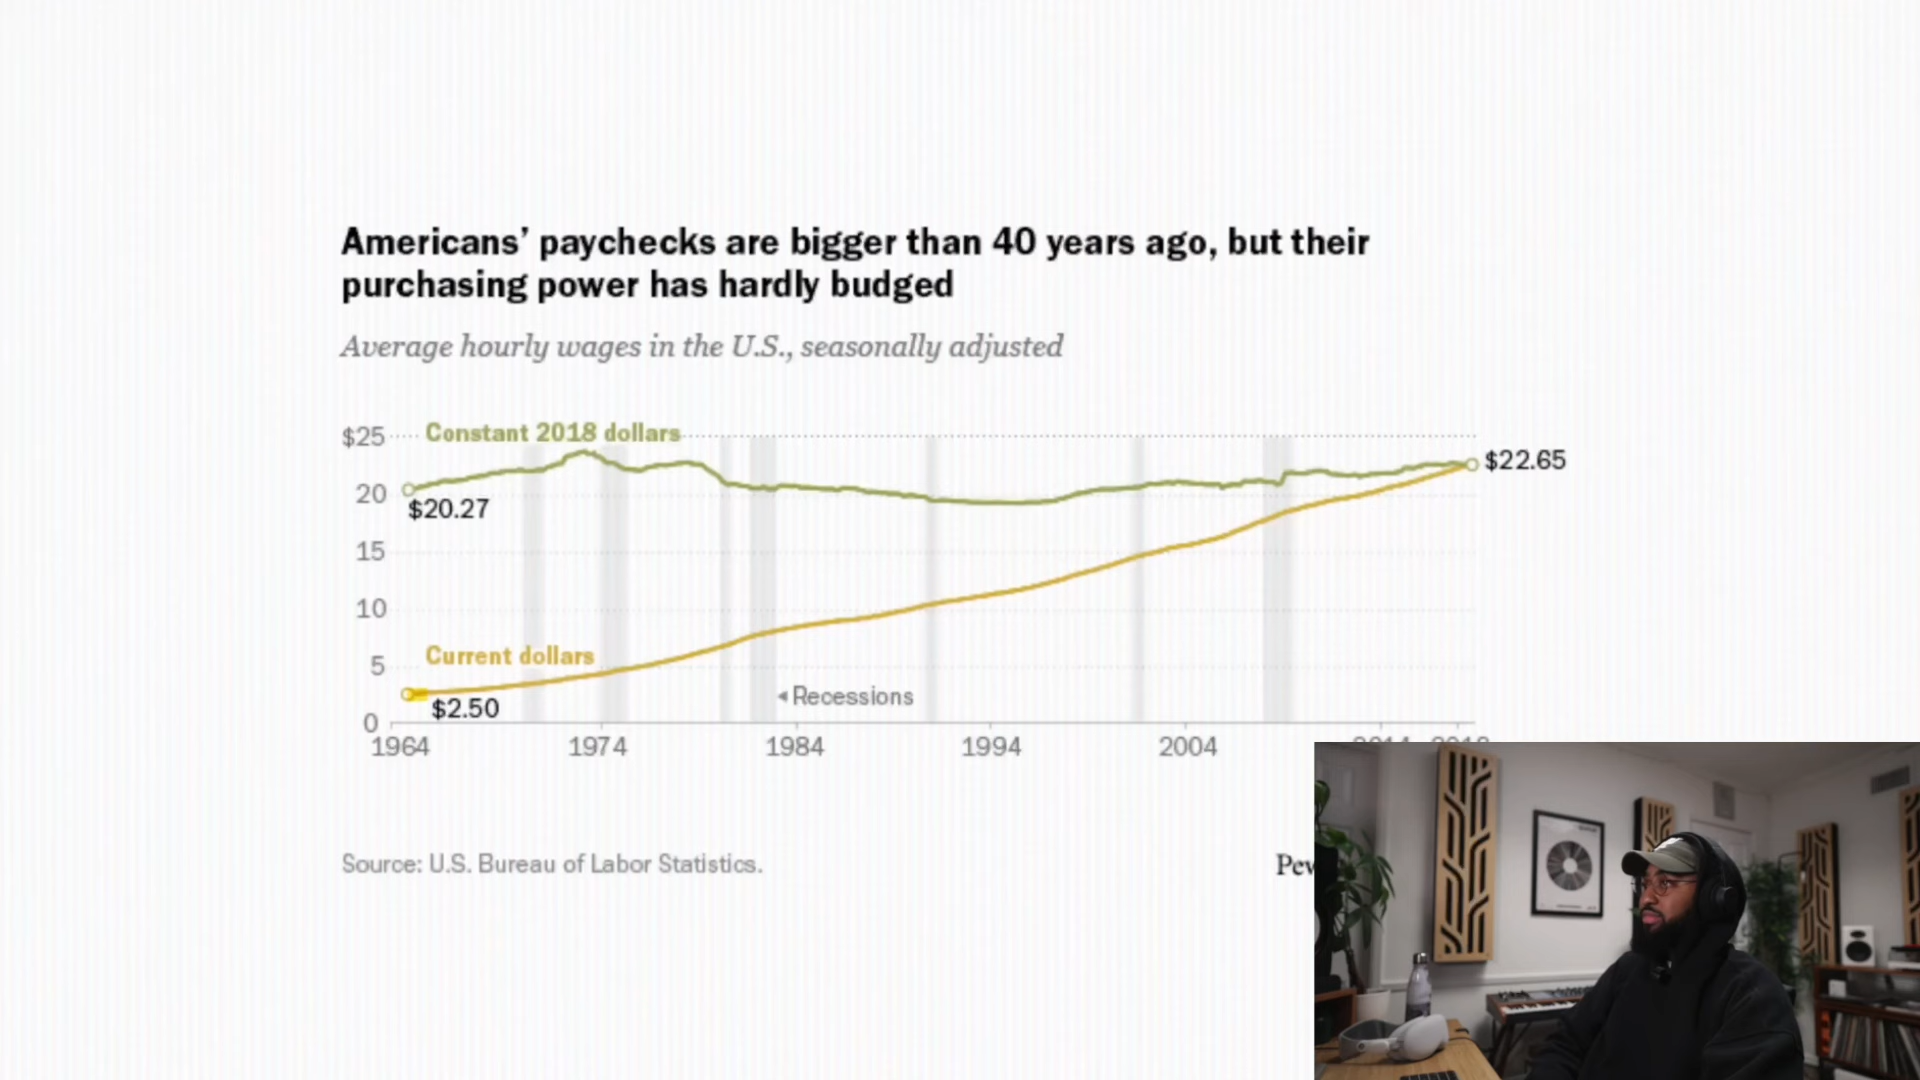 Americans' paychecks are bigger than 40 years ago, but their
purchasing power has hardly budged
Average hourly wages in the U.S., seasonally adjusted
$25
Constant 2018 dollars
$22.65
20
$20.27
15
10
Current dollars
5
$2.50
Recessions
0
1964 1974 1984 1994 2004
Source: U.S. Bureau of Labor Statistics.